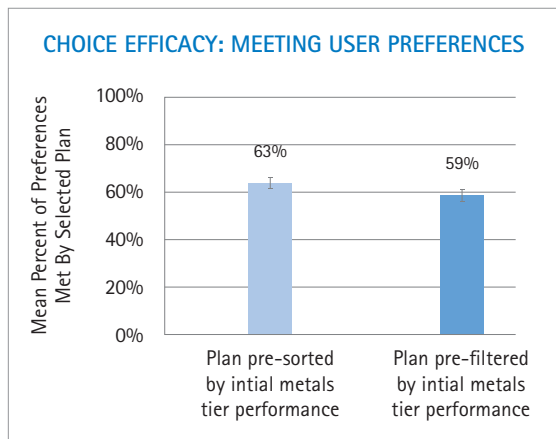 CHOICE EFFICACY: MEETING USER PREFERENCES
Mean Percent of Preferences
Met By Selected Plan
100%
80%
60%
40%
20%
0%
63%
59%
Plan pre-sorted
by intial metals
tier performance
Plan pre-filtered
by intial metals
tier performance